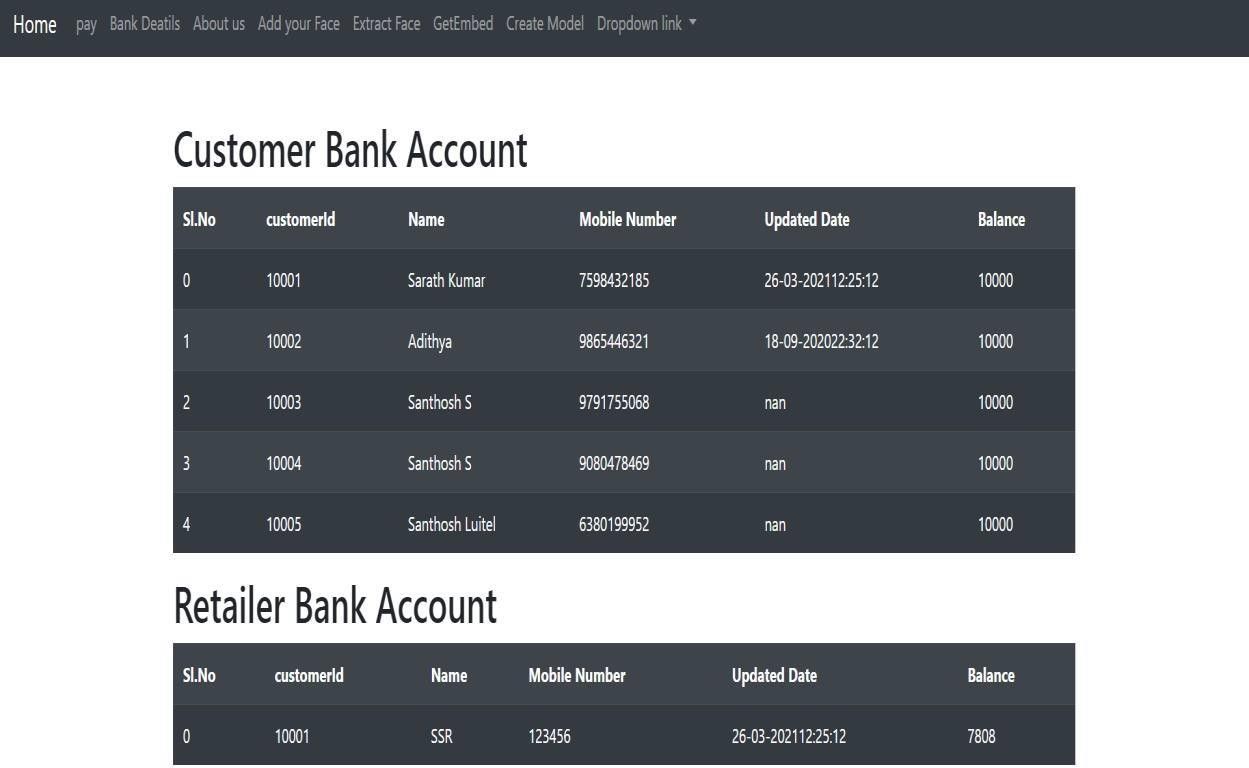 Home pay Bank Deatils About us Add your Face Extract Face GetEmbed Create Model Dropdown link
Customer Bank Account
Sl.No customerId Name Mobile Number Updated Date Balance
0 10001 Sarath Kumar 7598432185 26-03-202112:25:12 10000
1 10002 Adithya 9865446321 18-09-202022:32:12 10000
2 10003 Santhosh S 9791755068 nan 10000
3 10004 Santhosh S 9080478469 nan 10000
4 10005 Santhosh Luitel 6380199952 nan 10000
Retailer Bank Account
Sl.No customerId Name Mobile Number Updated Date Balance
0 10001 SSR 123456 26-03-202112:25:12 7808